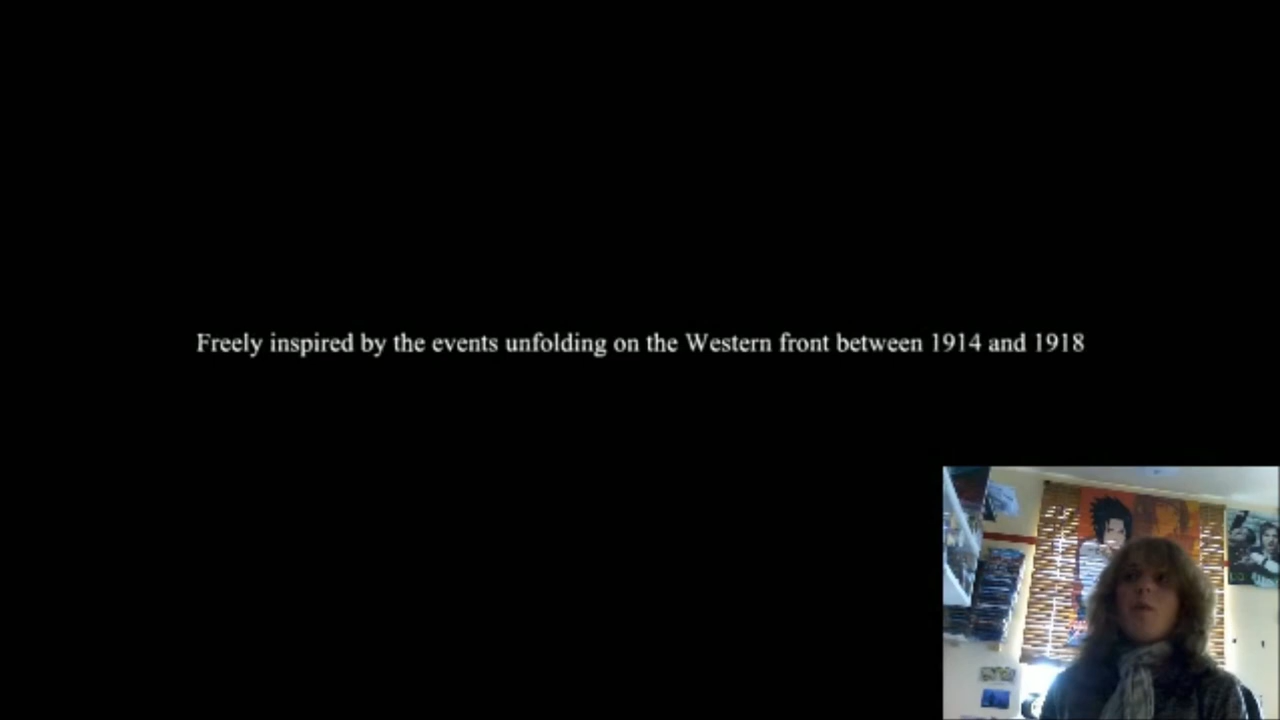 Freely inspired by the events unfolding on the Western front between 1914 and 1918